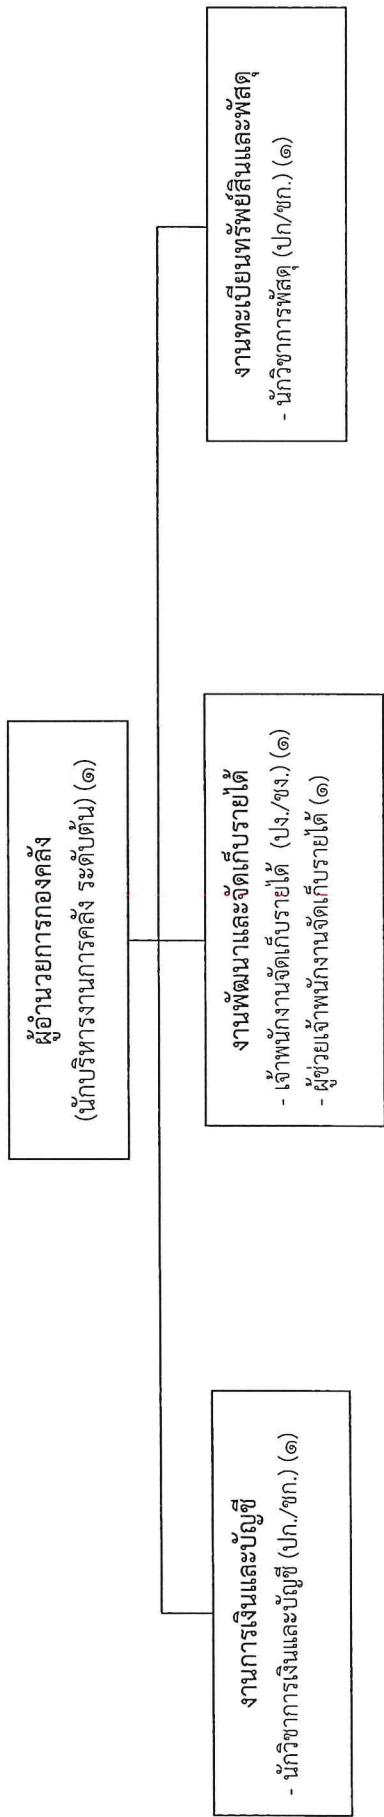 ผู้อำนวยการกองคลัง
(นักบริหารงานการคลัง ระดับต้น) (๑)
งานการเงินและบัญชี
- นักวิชาการเงินและบัญชี (ปก./ชก.) (๑)
งานพัฒนาและจัดเก็บรายได้
- เจ้าพนักงานจัดเก็บรายได้ (ปง./ชง.) (๑)
- ผู้ช่วยเจ้าพนักงานจัดเก็บรายได้ (๑)
งานทะเบียนทรัพย์สินและพัสดุ
- นักวิชาการพัสดุ (ปก/ชก.) (๑)